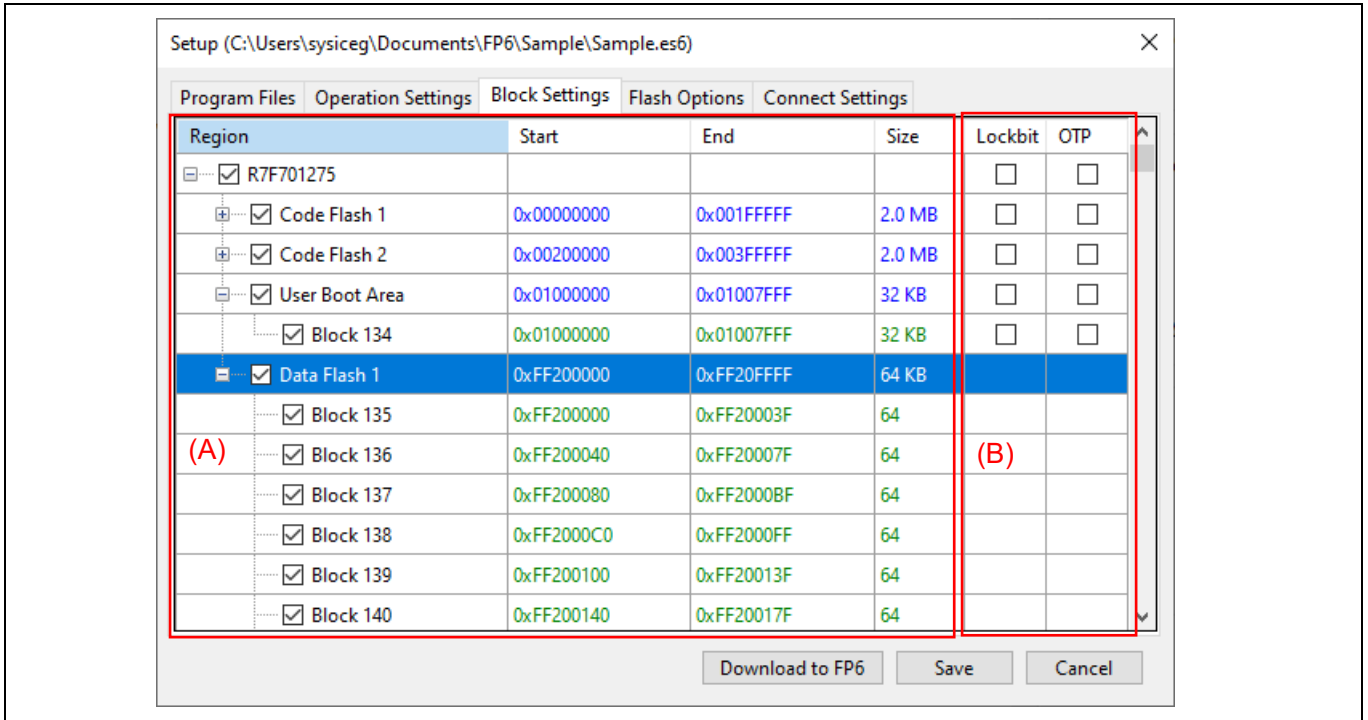 Setup (C:\Users\sysiceg\Documents\FP6\Sample\Sample.es6)
Program Files Operation Settings Block Settings Flash Options Connect Settings
Region Start End Size Lockbit OTP
R7F701275
Code Flash 1 0x00000000 0x001FFFFF 2.0 MB
Code Flash 2 0x00200000 0x003FFFFF 2.0 MB
User Boot Area 0x01000000 0x01007FFF 32 KB
Block 134 0x01000000 0x01007FFF 32 KB
Data Flash 1 0xFF200000 0xFF20FFFF 64 KB
Block 135 0xFF200000 0xFF20003F 64
(A) Block 136 0xFF200040 0xFF20007F 64 (B)
Block 137 0xFF200080 0xFF2000BF 64
Block 138 0xFF2000C0 0xFF2000FF 64
Block 139 0xFF200100 0xFF20013F 64
Block 140 0xFF200140 0xFF20017F 64
Download to FP6 Save Cancel